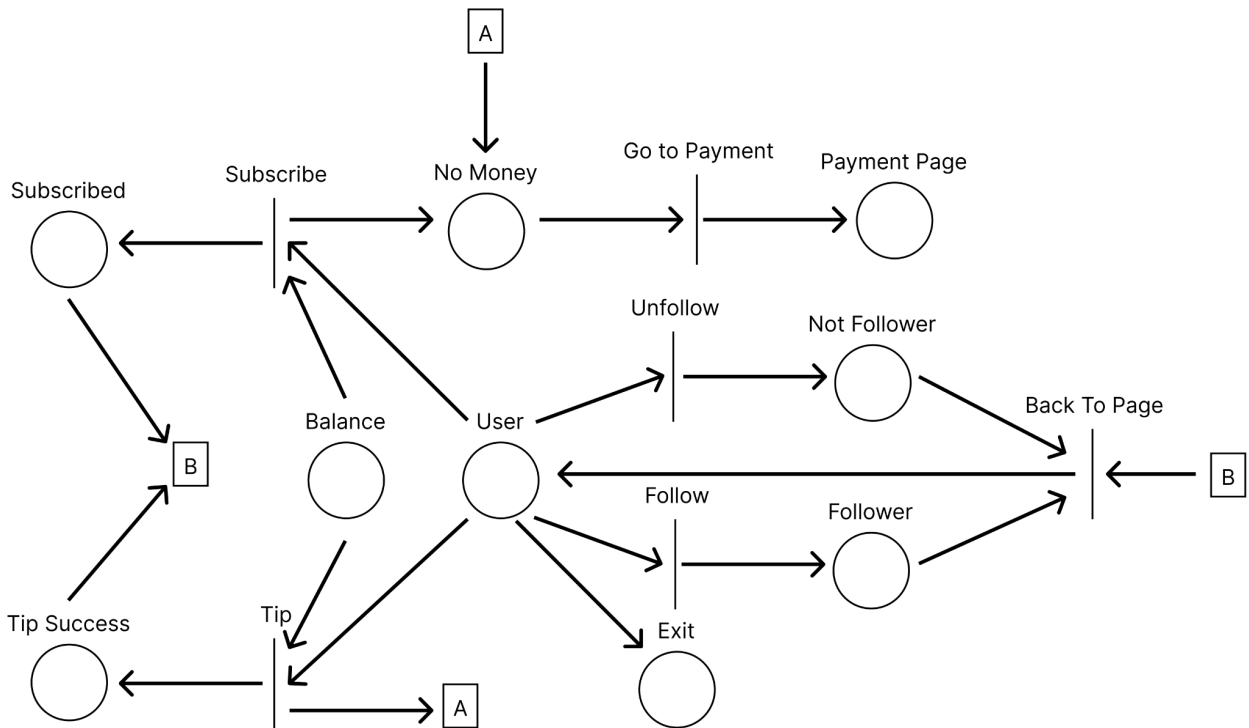 A
Go to Payment
Payment Page
Subscribe
No Money
Subscribed
Unfollow
Not Follower
Back To Page
Balance
User
B
B
Follow
Follower
Tip
Tip Success
Exit
A